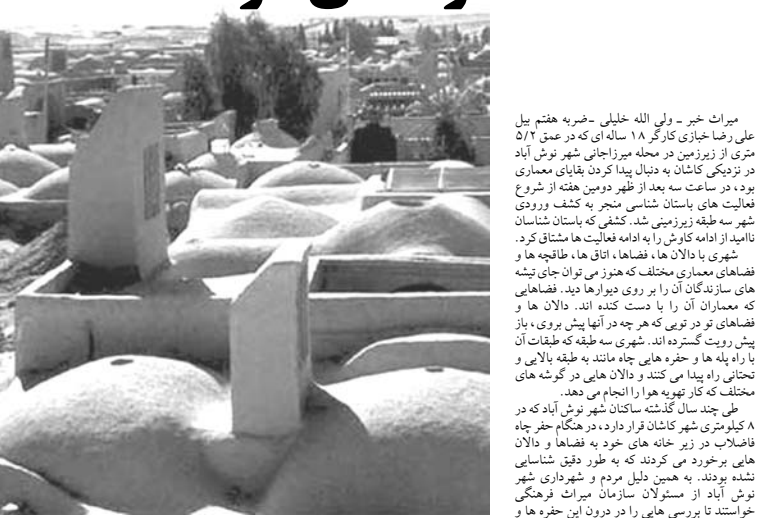 میراث خبر ـ ولی الله خلیلی ـ ضربه هفتم بیل
علی رضا خبازی کارگر ۱۸ ساله ای که در عمق ۵/۲
متری از زیرزمین در محله میرزاجانی شهر نوش آباد
در نزدیکی کاشان به دنبال پیدا کردن بقایای معماری
بود، در ساعت سه بعد از ظهر دومین هفته از شروع
فعالیت های باستان شناسی منجر به کشف ورودی
شهر سه طبقه زیرزمینی شد. کشفی که باستان شناسان
ناامید از ادامه کاوش را به ادامه فعالیت ها مشتاق کرد.
شهری با دالان ها، فضاها، اتاق ها، طاقچه ها و
فضاهای معماری مختلف که هنوز می توان جای تیشه
های سازندگان آن را بر روی دیوارها دید. فضاهایی
که معماران آن را با دست کنده اند. دالان ها و
فضاهای تو در تویی که هر چه در آنها پیش بروی، باز
پیش رویت گسترده اند. شهری سه طبقه که طبقات آن
با راه پله ها و حفره هایی چاه مانند به طبقه بالایی و
تحتانی راه پیدا می کنند و دالان هایی در گوشه های
مختلف که کار تهویه هوا را انجام می دهد.
طی چند سال گذشته ساکنان شهر نوش آباد که در
۸ کیلومتری شهر کاشان قرار دارد، در هنگام حفر چاه
فاضلاب در زیر خانه های خود به فضاها و دالان
هایی برخورد می کردند که به طور دقیق شناسایی
نشده بودند. به همین دلیل مردم و شهرداری شهر
نوش آباد از مسئولان سازمان میراث فرهنگی
خواستند تا بررسی هایی را در درون این حفره ها و